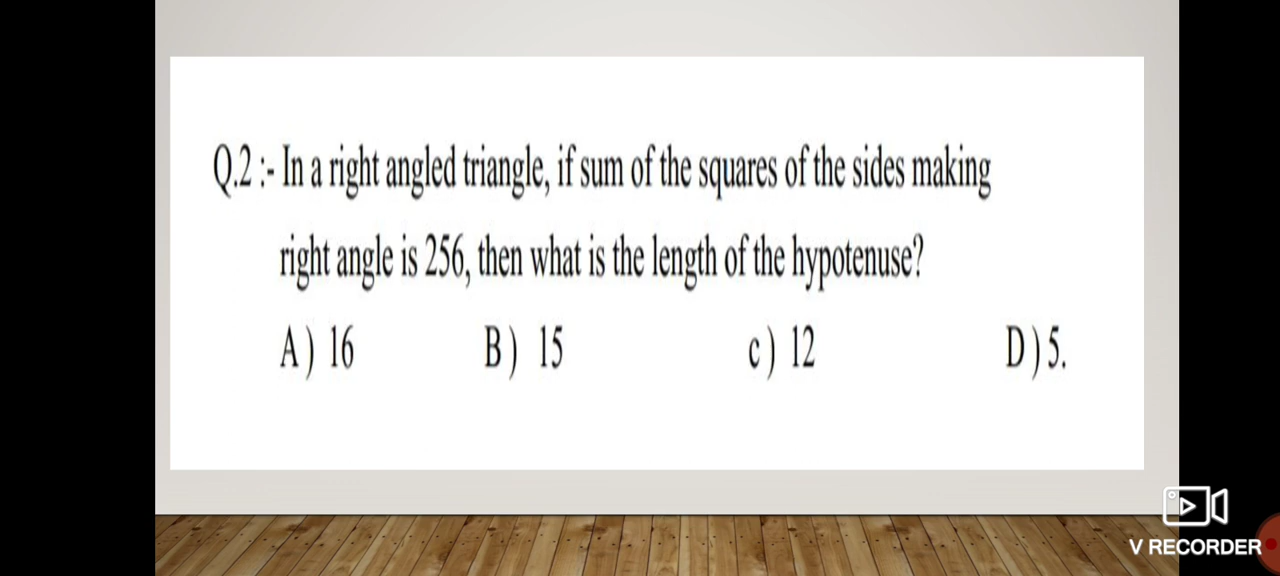 Q.2 :- In a right angled triangle, if sum of the squares of the sides making
right angle is 256, then what is the length of the hypotenuse?
A) 16 B) 15 c) 12 D) 5.
V RECORDER